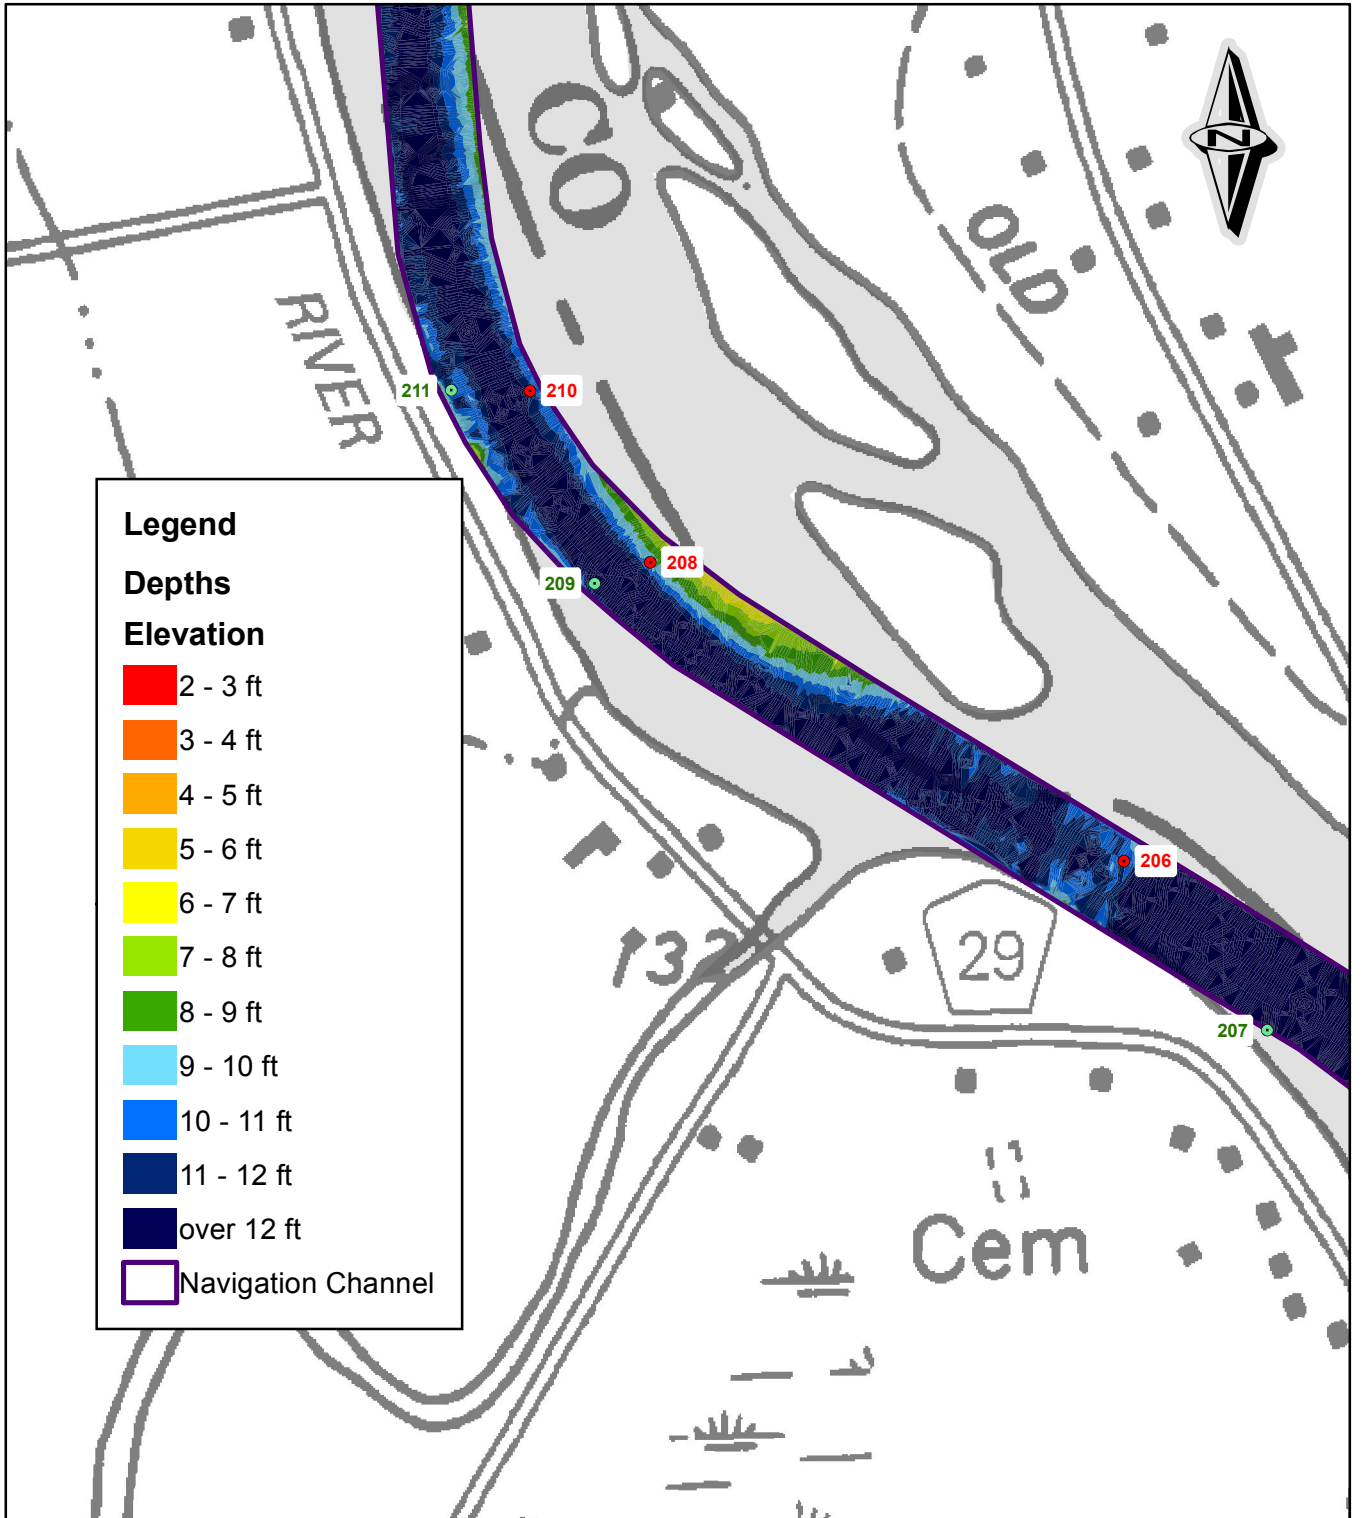 N
CO
OLD
RIVER
211
210
208
209
206
207
29
132
Cem
Legend
Depths
Elevation
2 - 3 ft
3 - 4 ft
4 - 5 ft
5 - 6 ft
6 - 7 ft
7 - 8 ft
8 - 9 ft
9 - 10 ft
10 - 11 ft
11 - 12 ft
over 12 ft
Navigation Channel